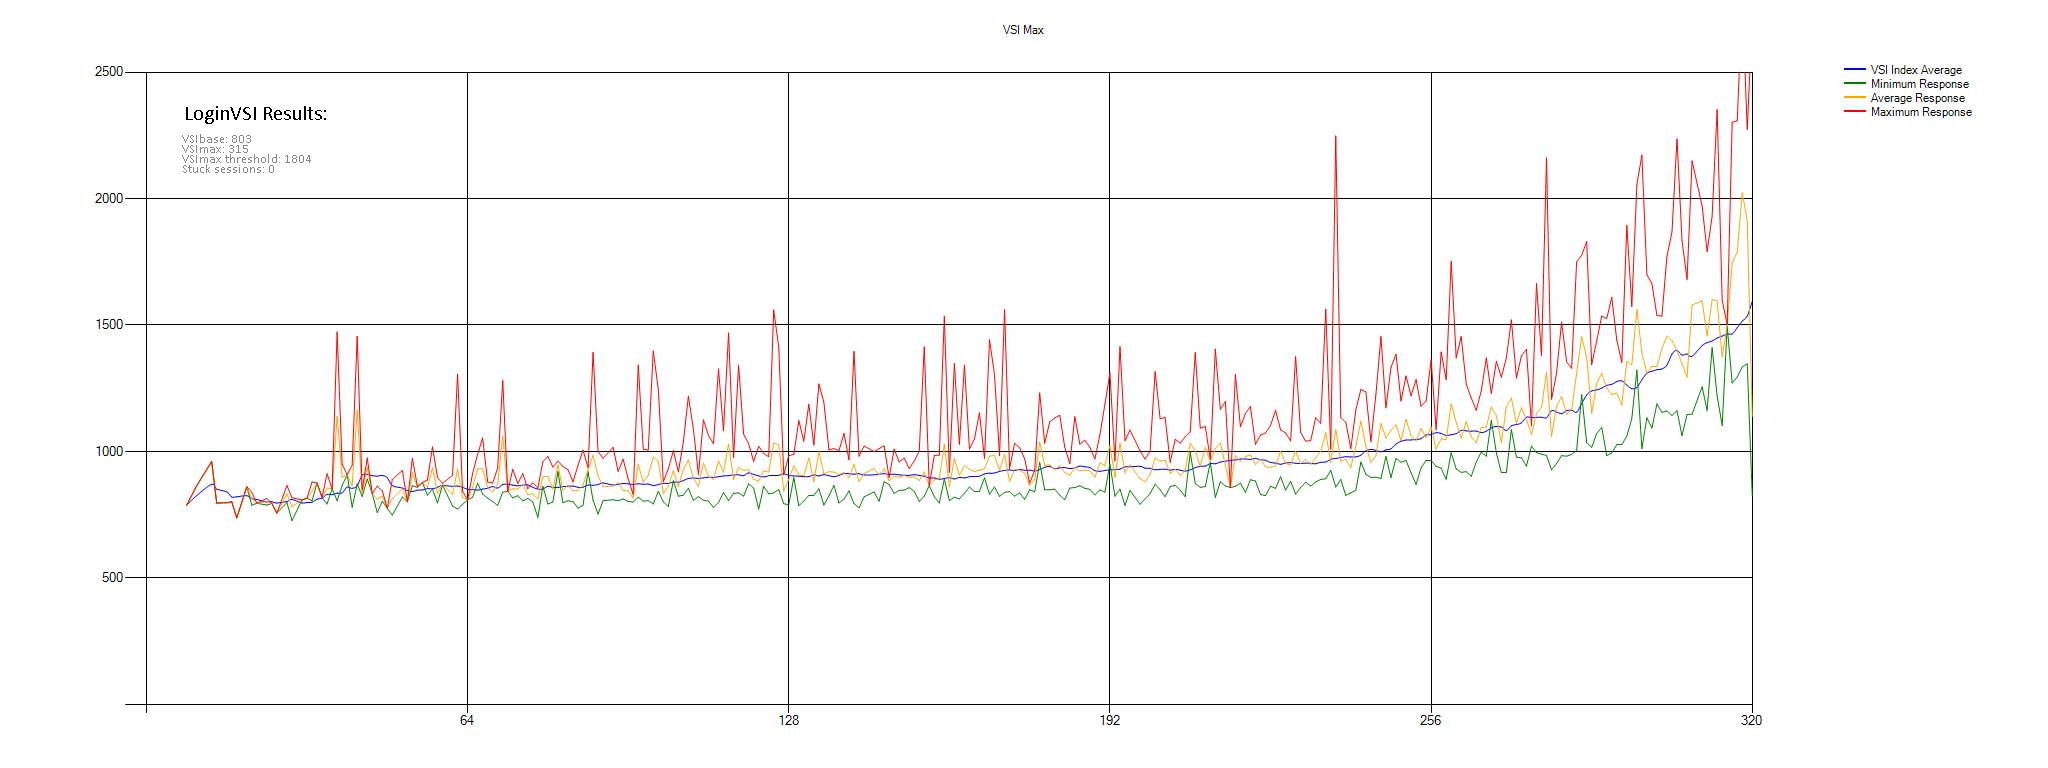 VSI Max
2500
2000
1500
1000
500
LoginVSI Results:
VSIbase: 803
VSImax: 315
VSImax threshold: 1804
Stuck sessions: 0
VSI Index Average
Minimum Response
Average Response
Maximum Response
64
128
192
256
320